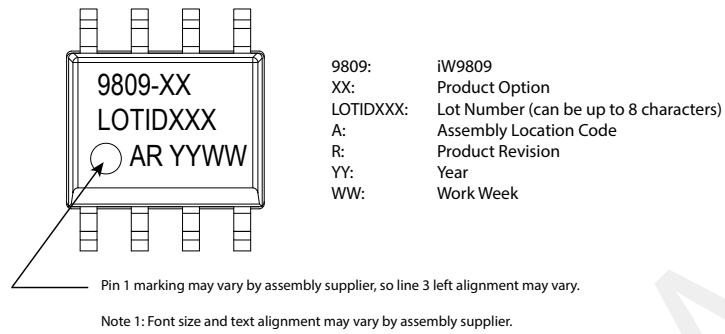 9809-XX
LOTIDXXX
AR YYWW
9809: iW9809
XX: Product Option
LOTIDXXX: Lot Number (can be up to 8 characters)
A: Assembly Location Code
R: Product Revision
YY: Year
WW: Work Week
Pin 1 marking may vary by assembly supplier, so line 3 left alignment may vary.
Note 1: Font size and text alignment may vary by assembly supplier.